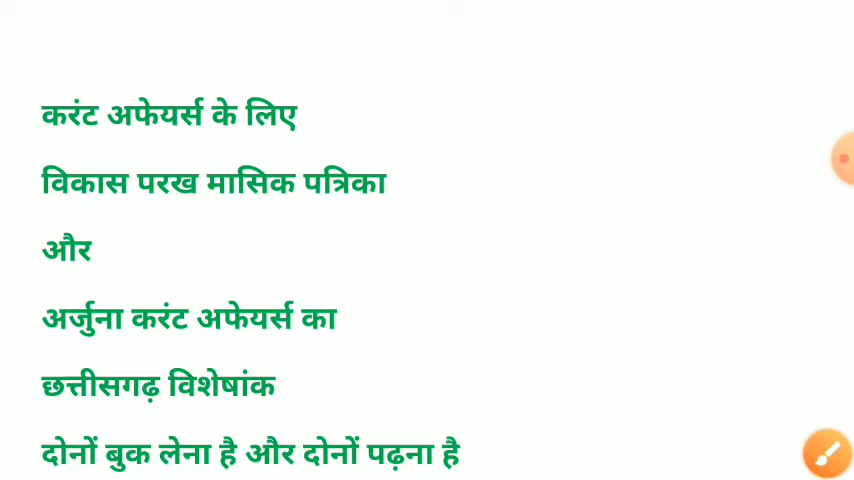 करंट अफेयर्स के लिए
विकास परख मासिक पत्रिका
और
अर्जुना करंट अफेयर्स का
छत्तीसगढ़ विशेषांक
दोनों बुक लेना है और दोनों पढ़ना है